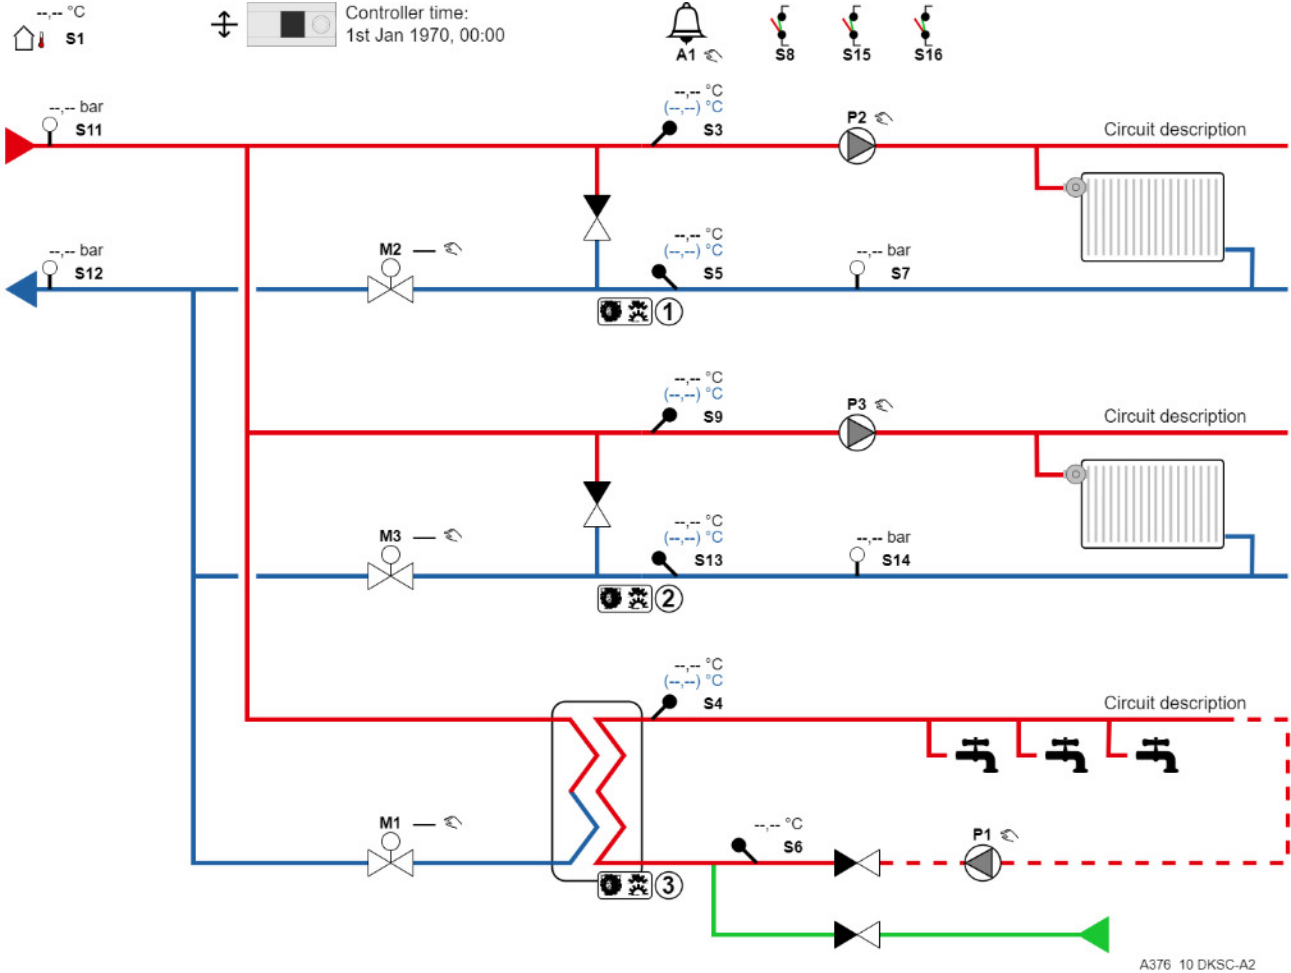 --,-- °C
S1
Controller time:
1st Jan 1970, 00:00
A1
S8
S15
S16
--,-- bar
S11
--,-- °C
(--,--) °C
S3
P2
Circuit description
--,-- bar
S12
M2 —
--,-- °C
(--,--) °C
S5
--,-- bar
S7
1
--,-- °C
(--,--) °C
S9
P3
Circuit description
M3 —
--,-- °C
(--,--) °C
S13
--,-- bar
S14
2
--,-- °C
(--,--) °C
S4
Circuit description
M1 —
--,-- °C
S6
P1
3
A376_10 DKSC-A2